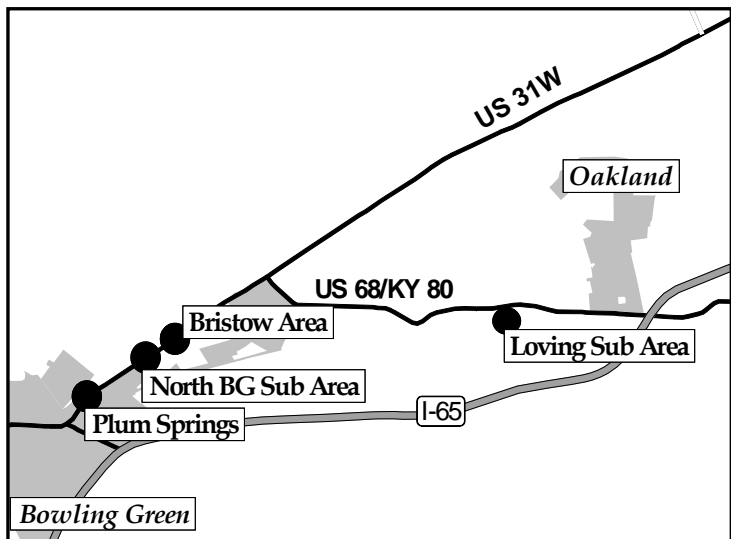 US 31W
Oakland
US 68/KY 80
Bristow Area
Loving Sub Area
North BG Sub Area
I-65
Plum Springs
Bowling Green